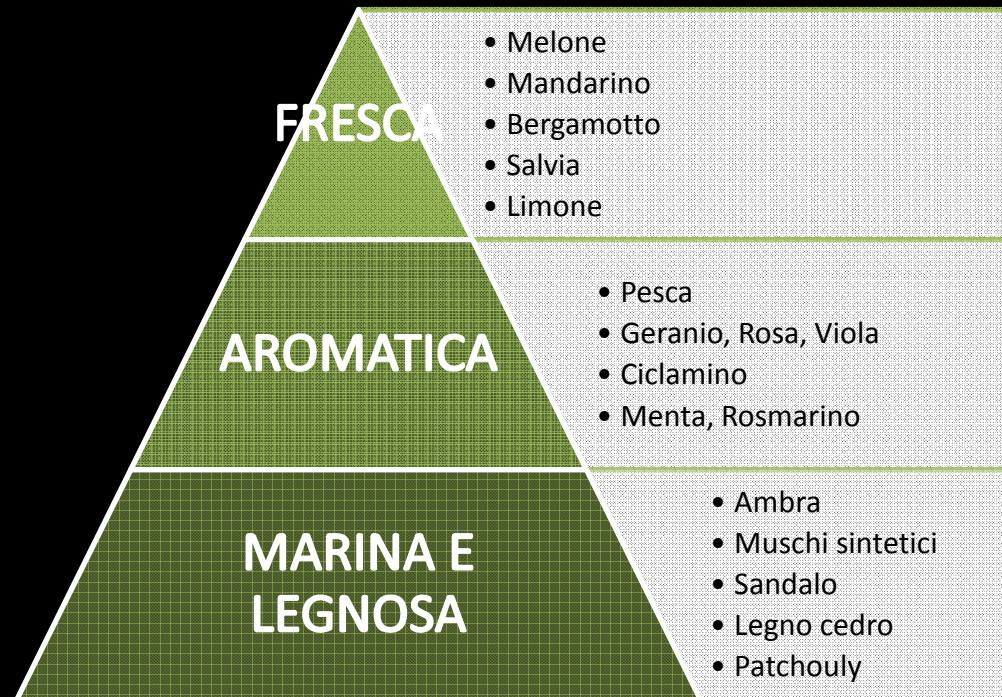 FRESCA
• Melone
• Mandarino
• Bergamotto
• Salvia
• Limone
AROMATICA
• Pesca
• Geranio, Rosa, Viola
• Ciclamino
• Menta, Rosmarino
MARINA E
LEGNOSA
• Ambra
• Muschi sintetici
• Sandalo
• Legno cedro
• Patchouly